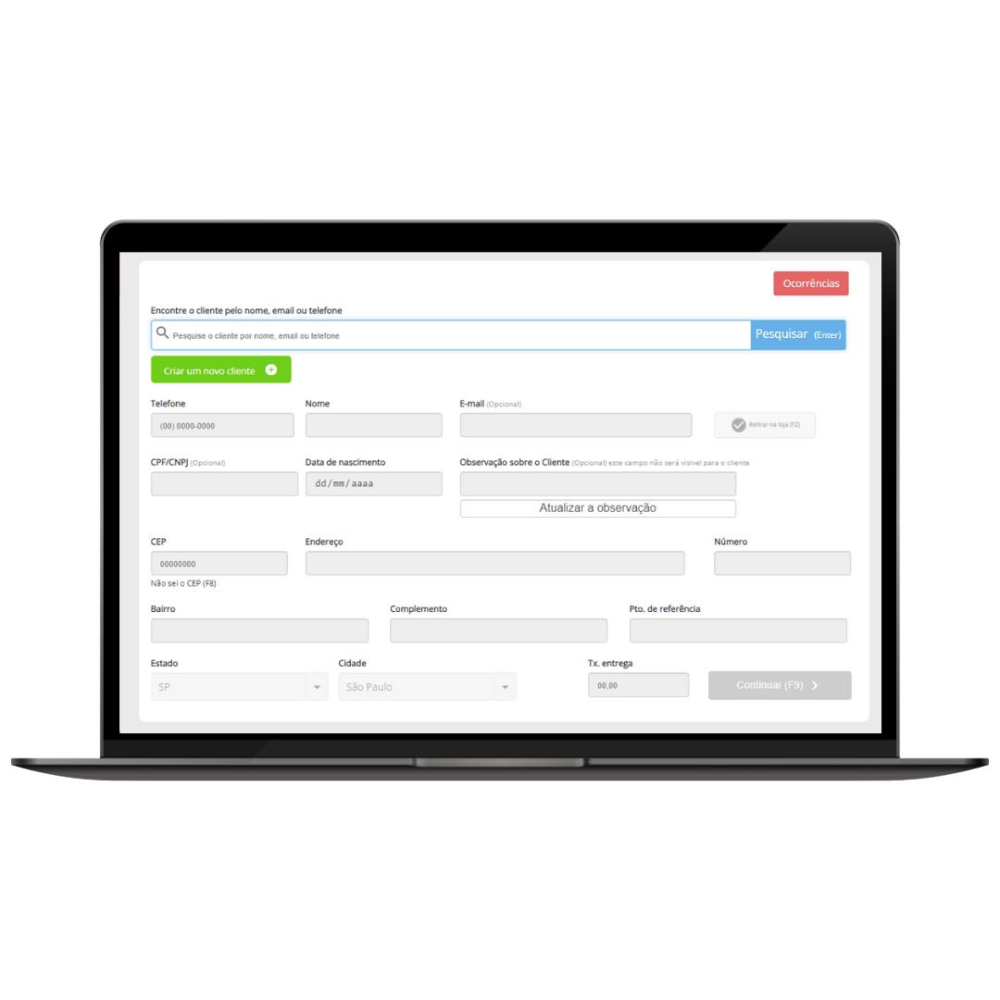 Ocorrências
Encontre o cliente pelo nome, email ou telefone
Pesquise o cliente por nome, email ou telefone
Pesquisar (Enter)
Criar um novo cliente
Telefone Nome E-mail (Opcional)
(00) 0000-0000
Retirar na loja (F2)
CPF/CNPJ (Opcional) Data de nascimento Observação sobre o Cliente (Opcional) este campo não será visível para o cliente
dd/mm/aaaa
Atualizar a observação
CEP Endereço Número
00000000
Não sei o CEP (F8)
Bairro Complemento Pto. de referência
Estado Cidade Tx. entrega
SP São Paulo 00,00 Continuar (F9)